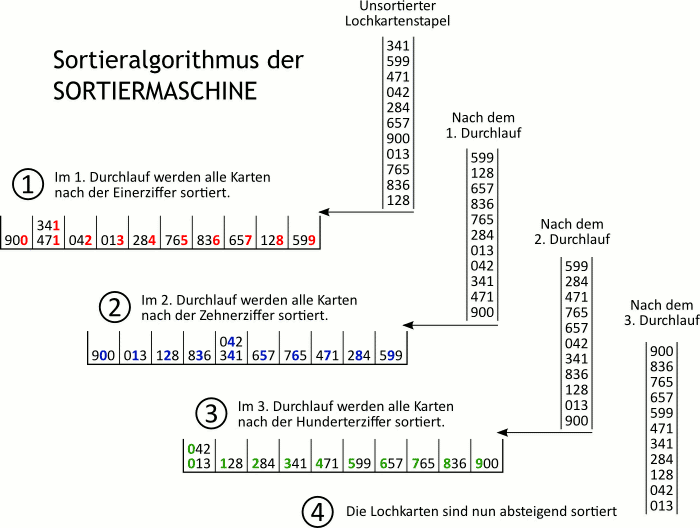 Sortieralgorithmus der
SORTIERMASCHINE
Unsortierter
Lochkartenstapel
341
599
471
042
284
657
900
013
765
836
128
1
Im 1. Durchlauf werden alle Karten
nach der Einerziffer sortiert.
341
900 471 042 013 284 765 836 657 128 599
Nach dem
1. Durchlauf
599
128
657
836
765
284
013
042
341
471
900
2
Im 2. Durchlauf werden alle Karten
nach der Zehnerziffer sortiert.
042
900 013 128 836 341 657 765 471 284 599
Nach dem
2. Durchlauf
599
284
471
765
657
042
341
836
128
013
900
3
Im 3. Durchlauf werden alle Karten
nach der Hunderterziffer sortiert.
042
013 128 284 341 471 599 657 765 836 900
Nach dem
3. Durchlauf
900
836
765
657
599
471
341
284
128
042
013
4
Die Lochkarten sind nun absteigend sortiert